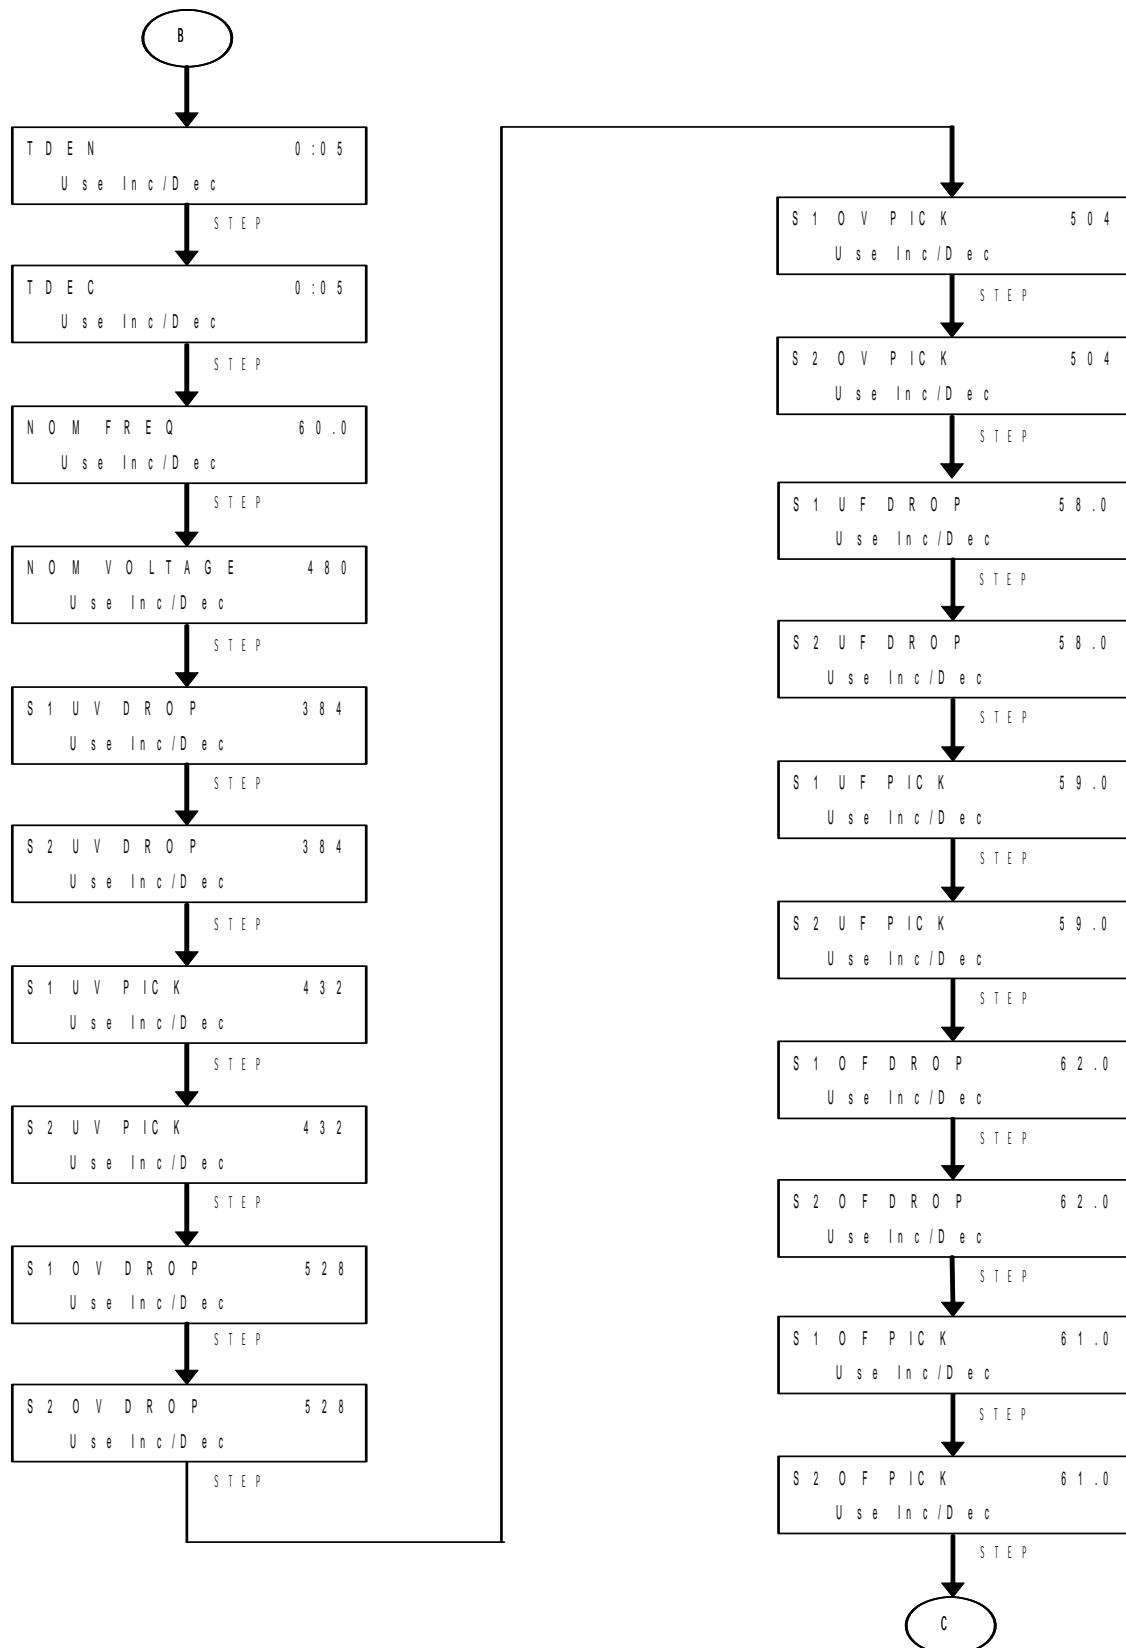 B
TDEN 0:05
Use Inc/Dec
STEP
TDEC 0:05
Use Inc/Dec
STEP
NOM FREQ 60.0
Use Inc/Dec
STEP
NOM VOLTAGE 480
Use Inc/Dec
STEP
S1 UV DROP 384
Use Inc/Dec
STEP
S2 UV DROP 384
Use Inc/Dec
STEP
S1 UV PICK 432
Use Inc/Dec
STEP
S2 UV PICK 432
Use Inc/Dec
STEP
S1 OV DROP 528
Use Inc/Dec
STEP
S2 OV DROP 528
Use Inc/Dec
STEP
S1 OV PICK 504
Use Inc/Dec
STEP
S2 OV PICK 504
Use Inc/Dec
STEP
S1 UF DROP 58.0
Use Inc/Dec
STEP
S2 UF DROP 58.0
Use Inc/Dec
STEP
S1 UF PICK 59.0
Use Inc/Dec
STEP
S2 UF PICK 59.0
Use Inc/Dec
STEP
S1 OF DROP 62.0
Use Inc/Dec
STEP
S2 OF DROP 62.0
Use Inc/Dec
STEP
S1 OF PICK 61.0
Use Inc/Dec
STEP
S2 OF PICK 61.0
Use Inc/Dec
STEP
C